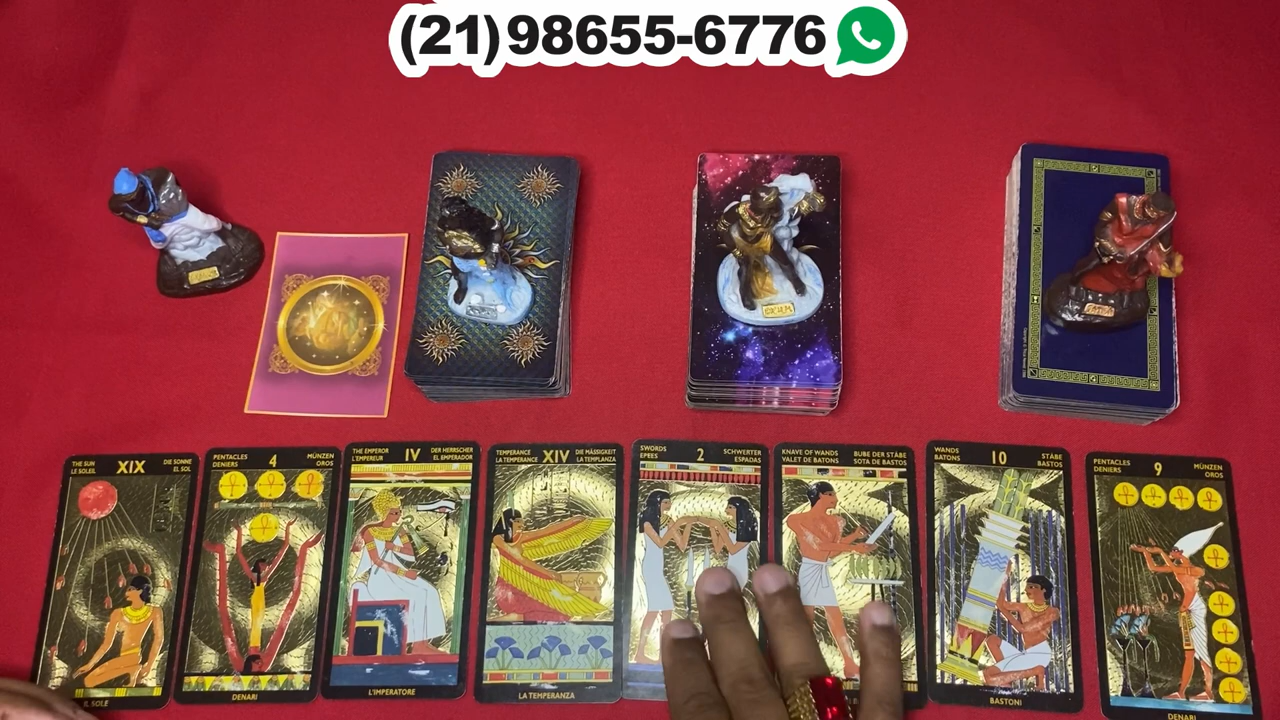 (21)98655-6776
THE SUN
LE SOLEIL
XIX
DIE SONNE
EL SOL
IL SOLE
PENTACLES
DENIERS
4
MÜNZEN
OROS
DENARI
THE EMPEROR
L'EMPEREUR
IV
DER HERRSCHER
EL EMPERADOR
L'IMPERATORE
TEMPERANCE
LA TEMPERANCE
XIV
DIE MÄSSIGKEIT
LA TEMPLANZA
LA TEMPERANZA
SWORDS
EPEES
2
SCHWERTER
ESPADAS
KNAVE OF WANDS
VALET DE BATONS
BUBE DER STÄBE
SOTA DE BASTOS
WANDS
BATONS
10
STÄBE
BASTOS
BASTONI
PENTACLES
DENIERS
9
MÜNZEN
OROS
DENARI